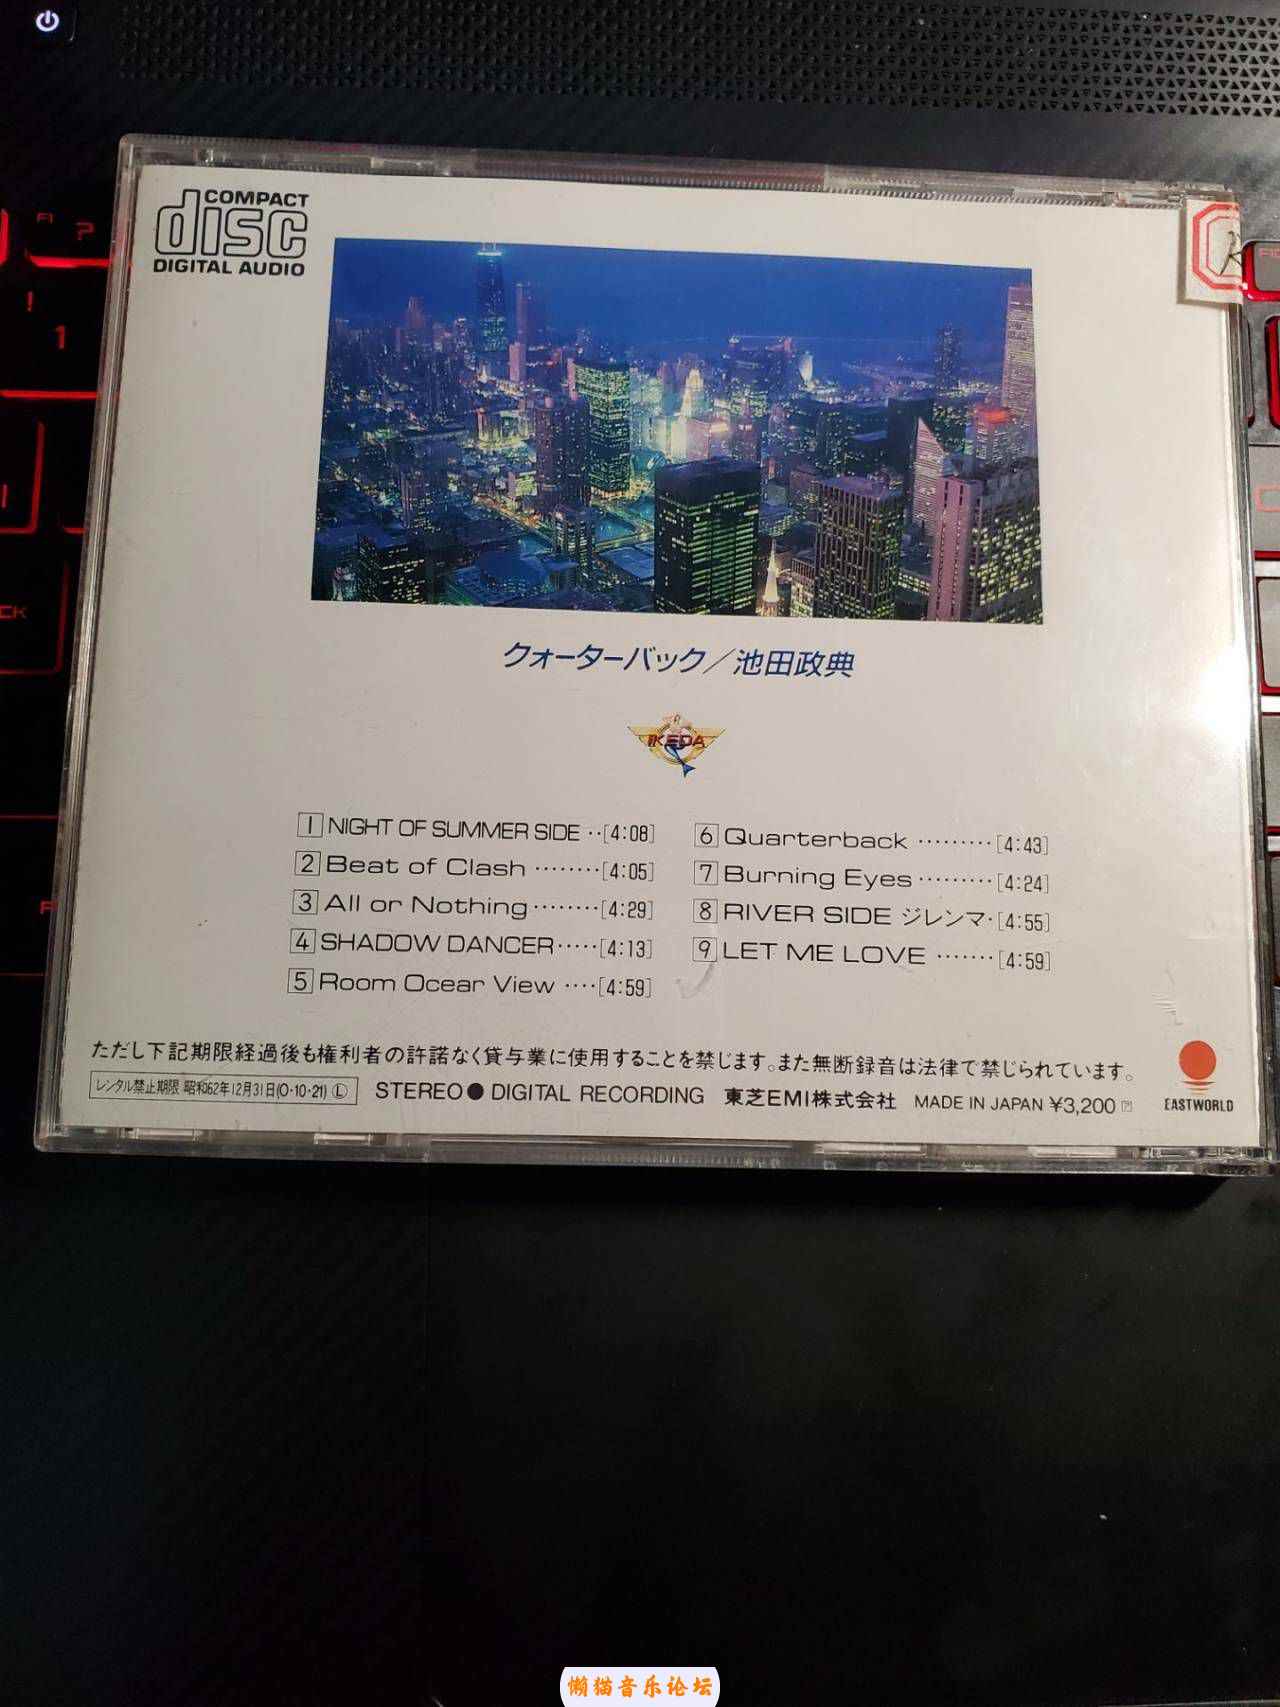 F1
?
!
1
COMPACT
disc
DIGITAL AUDIO
クォーターバック/池田政典
IKEDA
1 NIGHT OF SUMMER SIDE ··[4:08]
2 Beat of Clash ········[4:05]
3 All or Nothing········[4:29]
4 SHADOW DANCER·····[4:13]
5 Room Ocear View ····[4:59]
6 Quarterback ·········[4:43]
7 Burning Eyes·········[4:24]
8 RIVER SIDE ジレンマ·[4:55]
9 LET ME LOVE ·······[4:59]
ただし下記期限経過後も権利者の許諾なく貸与業に使用することを禁じます。また無断録音は法律で禁じられています。
レンタル禁止期限 昭和62年12月31日(O·10·21) Ⓛ STEREO● DIGITAL RECORDING 東芝EMI株式会社 MADE IN JAPAN ¥3,200
EASTWORLD
懒猫音乐论坛